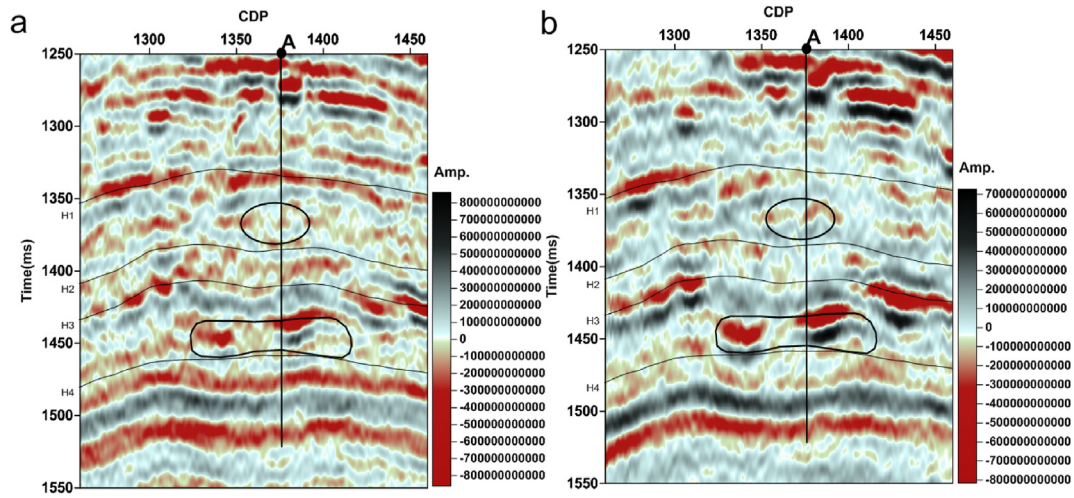 a
CDP
1300 1350 1400
A
1250
1300
1350
1400
1450
1500
1550
Time(ms)
H1
H2
H3
H4
Amp.
800000000000
700000000000
600000000000
500000000000
400000000000
300000000000
200000000000
100000000000
0
-100000000000
-200000000000
-300000000000
-400000000000
-500000000000
-600000000000
-700000000000
-800000000000
b
CDP
1300 1350 1400 1450
A
1250
1300
1350
1400
1450
1500
1550
Time(ms)
H1
H2
H3
H4
Amp.
700000000000
600000000000
500000000000
400000000000
300000000000
200000000000
100000000000
0
-100000000000
-200000000000
-300000000000
-400000000000
-500000000000
-600000000000
-700000000000
-800000000000